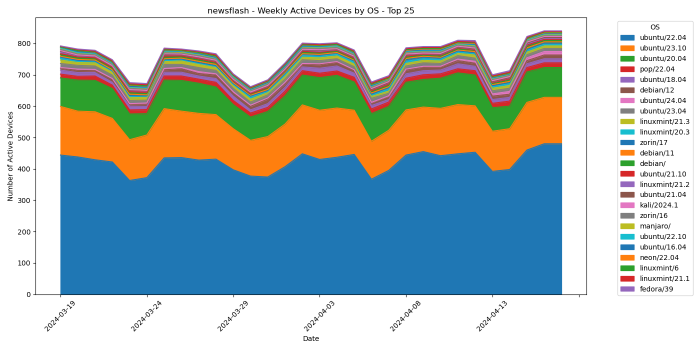 newsflash - Weekly Active Devices by OS - Top 25
Number of Active Devices
800
700
600
500
400
300
200
100
0
2024-03-19
2024-03-24
2024-03-29
2024-04-03
2024-04-08
2024-04-13
Date
OS
ubuntu/22.04
ubuntu/23.10
ubuntu/20.04
pop/22.04
ubuntu/18.04
debian/12
ubuntu/24.04
ubuntu/23.04
linuxmint/21.3
linuxmint/20.3
zorin/17
debian/11
debian/
ubuntu/21.10
linuxmint/21.2
ubuntu/21.04
kali/2024.1
zorin/16
manjaro/
ubuntu/22.10
ubuntu/16.04
neon/22.04
linuxmint/6
linuxmint/21.1
fedora/39